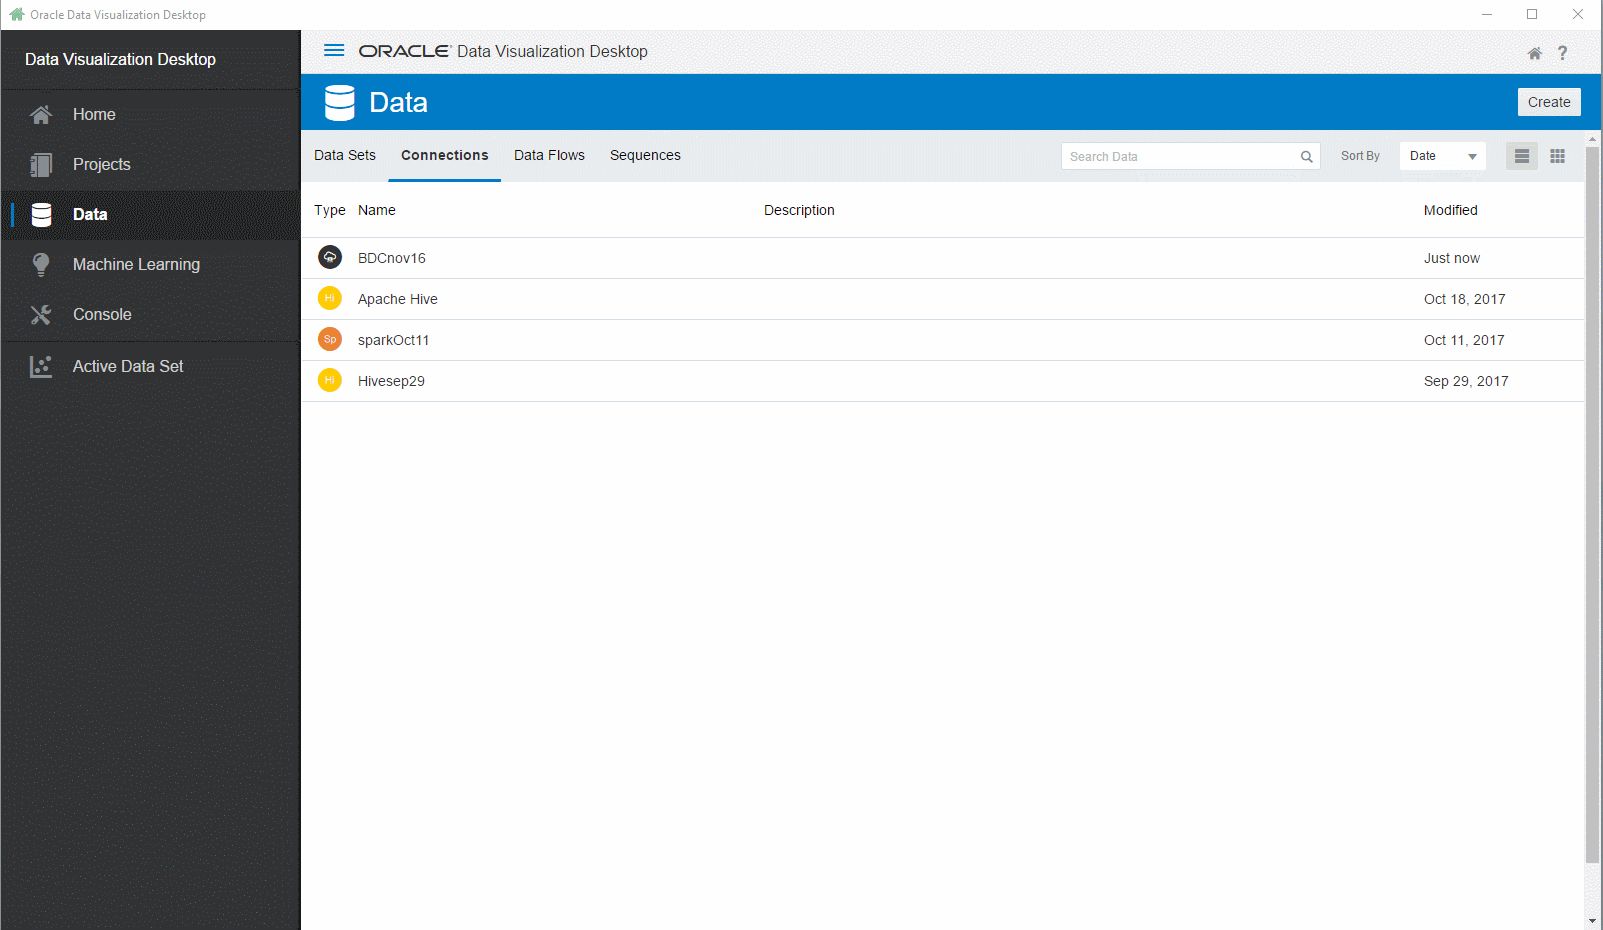 Oracle Data Visualization Desktop
Data Visualization Desktop
Home
Projects
Data
Machine Learning
Console
Active Data Set
ORACLE Data Visualization Desktop
?
Data
Create
Data Sets Connections Data Flows Sequences
Search Data
Sort By Date
Type Name Description Modified
BDCnov16 Just now
HI Apache Hive Oct 18, 2017
Sp sparkOct11 Oct 11, 2017
HI Hivesep29 Sep 29, 2017